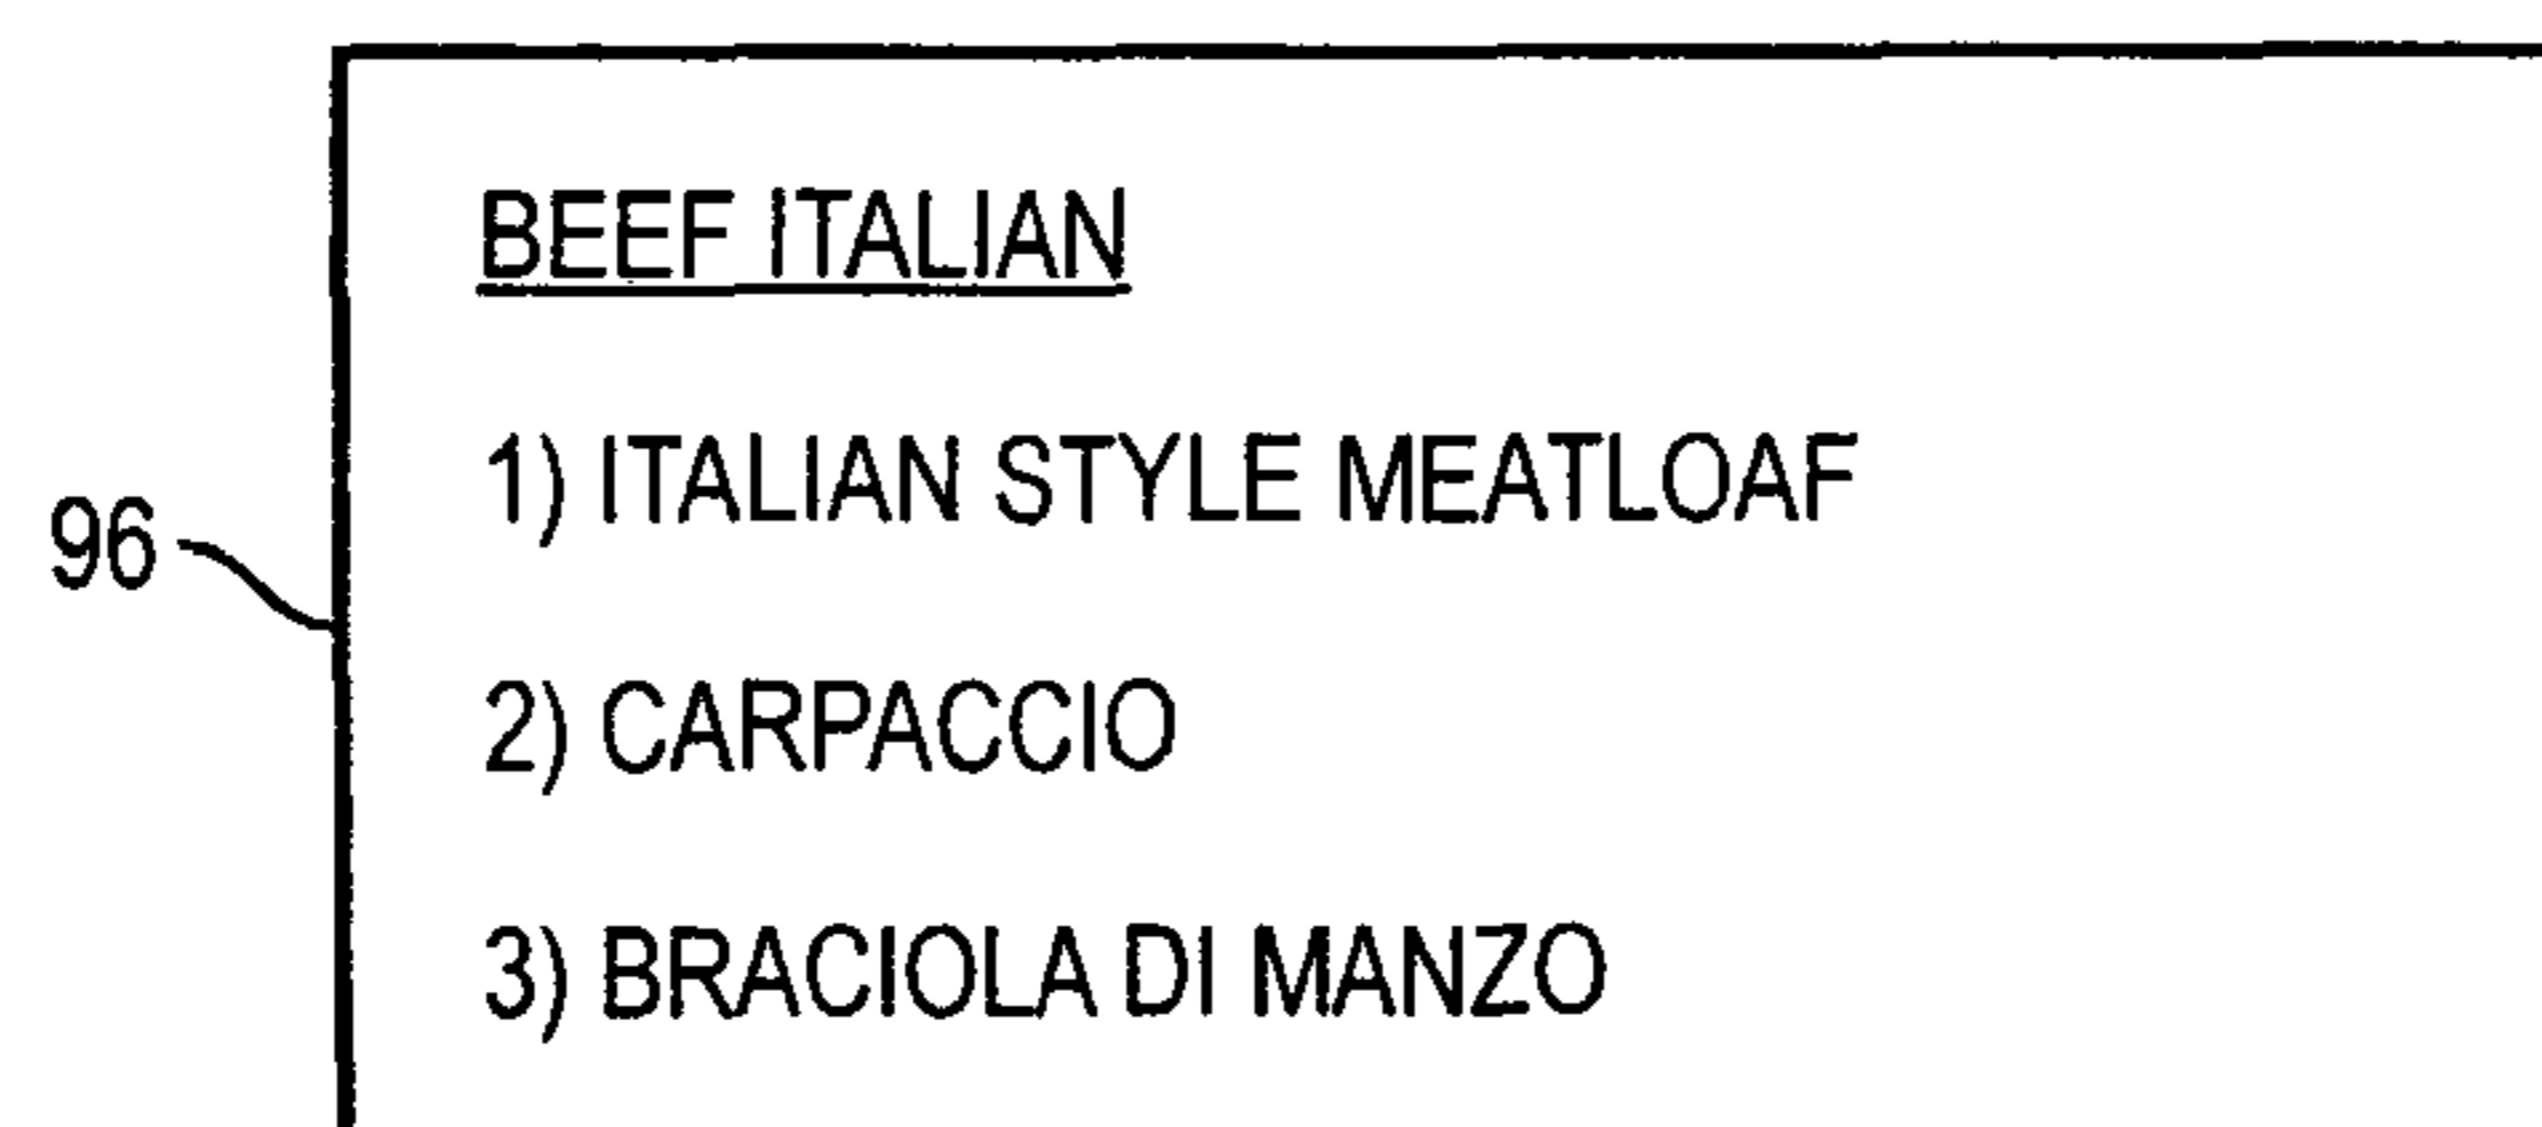 BEEF ITALIAN
1) ITALIAN STYLE MEATLOAF
96
2) CARPACCIO
3) BRACIOLA DI MANZO